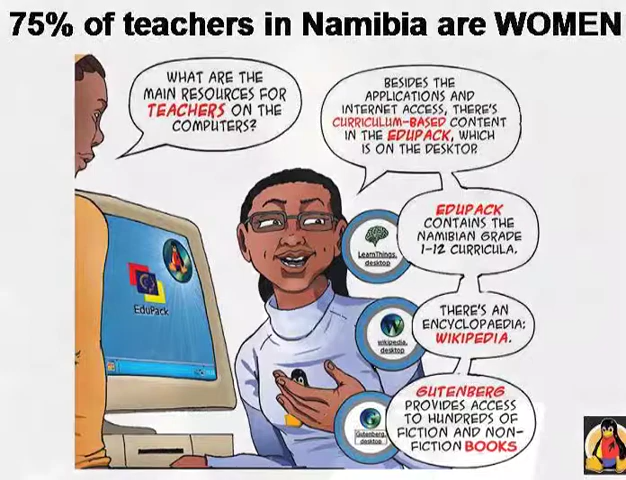 75% of teachers in Namibia are WOMEN
WHAT ARE THE
MAIN RESOURCES FOR
TEACHERS ON THE
COMPUTERS?
BESIDES THE
APPLICATIONS AND
INTERNET ACCESS, THERE'S
CURRICULUM-BASED CONTENT
IN THE EDUPACK, WHICH
IS ON THE DESKTOP
EDUPACK
CONTAINS THE
NAMIBIAN GRADE
1-12 CURRICULA.
LearnThings.
desktop
EduPack
THERE'S AN
ENCYCLOPAEDIA:
WIKIPEDIA.
wikipedia.
desktop
GUTENBERG
PROVIDES ACCESS
TO HUNDREDS OF
FICTION AND NON-
FICTION BOOKS
Gutenberg.
desktop